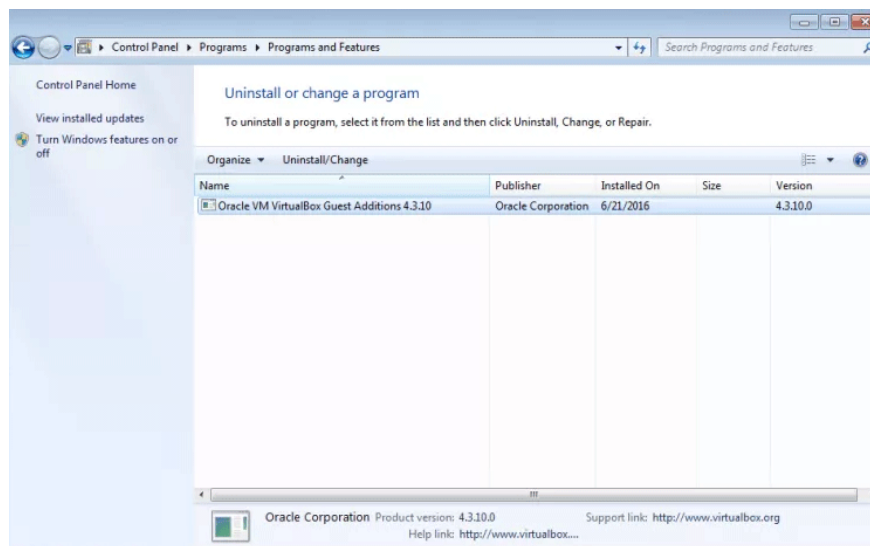 Control Panel Programs Programs and Features Search Programs and Features
Control Panel Home
View installed updates
Turn Windows features on or
off
Uninstall or change a program
To uninstall a program, select it from the list and then click Uninstall, Change, or Repair.
Organize Uninstall/Change
Name Publisher Installed On Size Version
Oracle VM VirtualBox Guest Additions 4.3.10 Oracle Corporation 6/21/2016 4.3.10.0
Oracle Corporation Product version: 4.3.10.0 Support link: http://www.virtualbox.org
Help link: http://www.virtualbox....